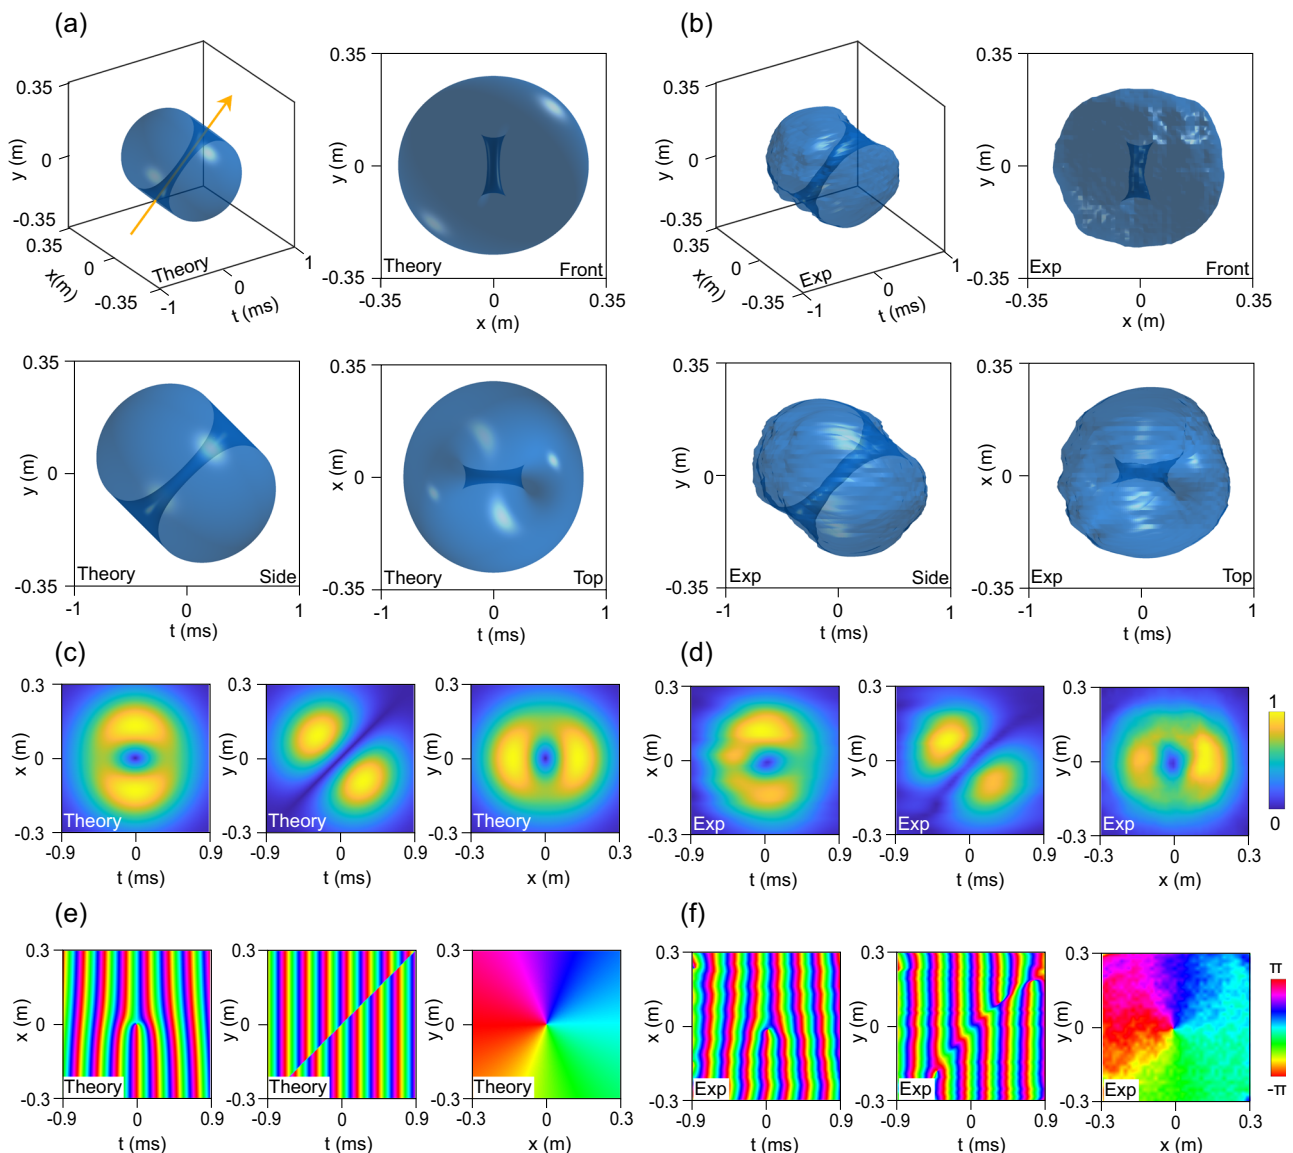 (a)
0.35
y (m)
0
-0.35
0.35
x(m)
0
-0.35
-1
0
1
t (ms)
Theory
0.35
y (m)
0
-0.35
Theory
Front
-0.35
0
0.35
x (m)
(b)
0.35
y (m)
0
-0.35
0.35
x(m)
0
-0.35
-1
0
1
t (ms)
Exp
0.35
y (m)
0
-0.35
Exp
Front
-0.35
0
0.35
x (m)
0.35
y (m)
0
-0.35
Theory
Side
-1
0
1
t (ms)
0.35
x (m)
0
-0.35
Theory
Top
-1
0
1
t (ms)
0.35
y (m)
0
-0.35
Exp
Side
-1
0
1
t (ms)
0.35
x (m)
0
-0.35
Exp
Top
-1
0
1
t (ms)
(c)
0.3
x (m)
0
-0.3
Theory
-0.9
0
0.9
t (ms)
0.3
y (m)
0
-0.3
Theory
-0.9
0
0.9
t (ms)
0.3
y (m)
0
-0.3
Theory
-0.3
0
0.3
x (m)
(d)
0.3
x (m)
0
-0.3
Exp
-0.9
0
0.9
t (ms)
0.3
y (m)
0
-0.3
Exp
-0.9
0
0.9
t (ms)
0.3
y (m)
0
-0.3
Exp
-0.3
0
0.3
x (m)
1
0
(e)
0.3
x (m)
0
-0.3
Theory
-0.9
0
0.9
t (ms)
0.3
y (m)
0
-0.3
Theory
-0.9
0
0.9
t (ms)
0.3
y (m)
0
-0.3
Theory
-0.3
0
0.3
x (m)
(f)
0.3
x (m)
0
-0.3
Exp
-0.9
0
0.9
t (ms)
0.3
y (m)
0
-0.3
Exp
-0.9
0
0.9
t (ms)
0.3
y (m)
0
-0.3
Exp
-0.3
0
0.3
x (m)
π
-π